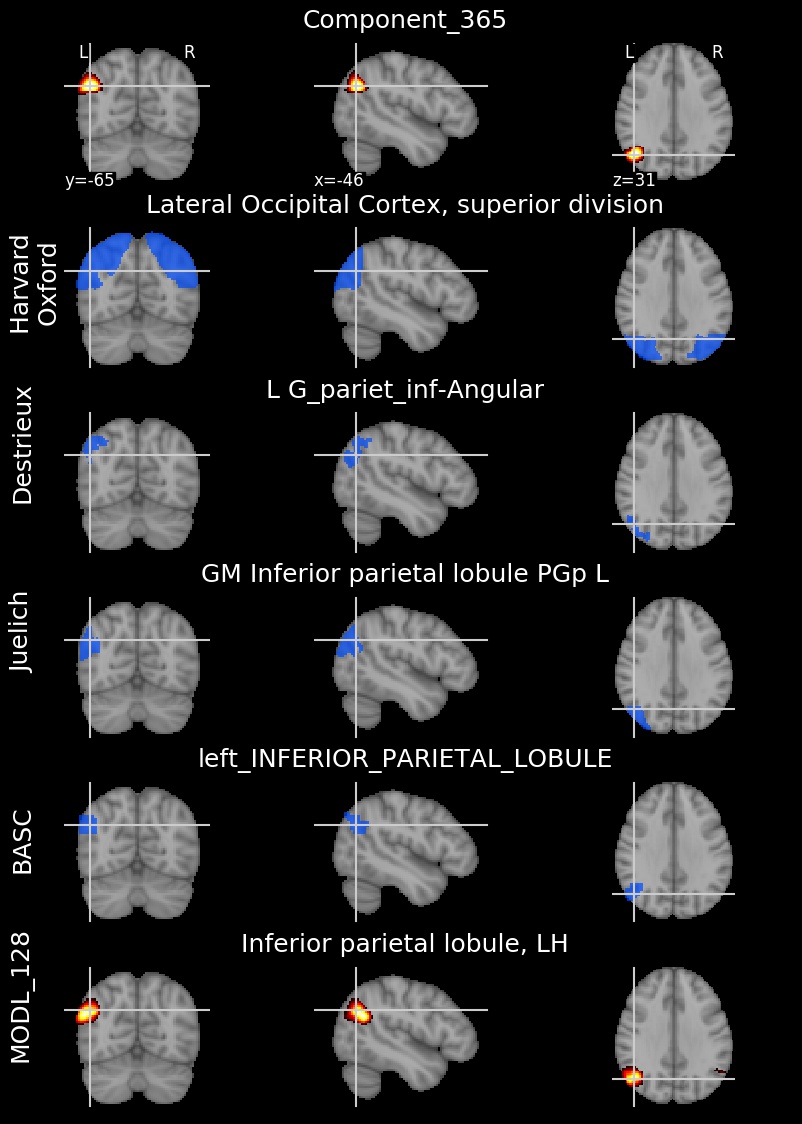 Component_365
L R
L R
y=-65 x=-46 z=31
Lateral Occipital Cortex, superior division
Harvard
Oxford
L G_pariet_inf-Angular
Destrieux
GM Inferior parietal lobule PGp L
Juelich
left_INFERIOR_PARIETAL_LOBULE
BASC
Inferior parietal lobule, LH
MODL_128